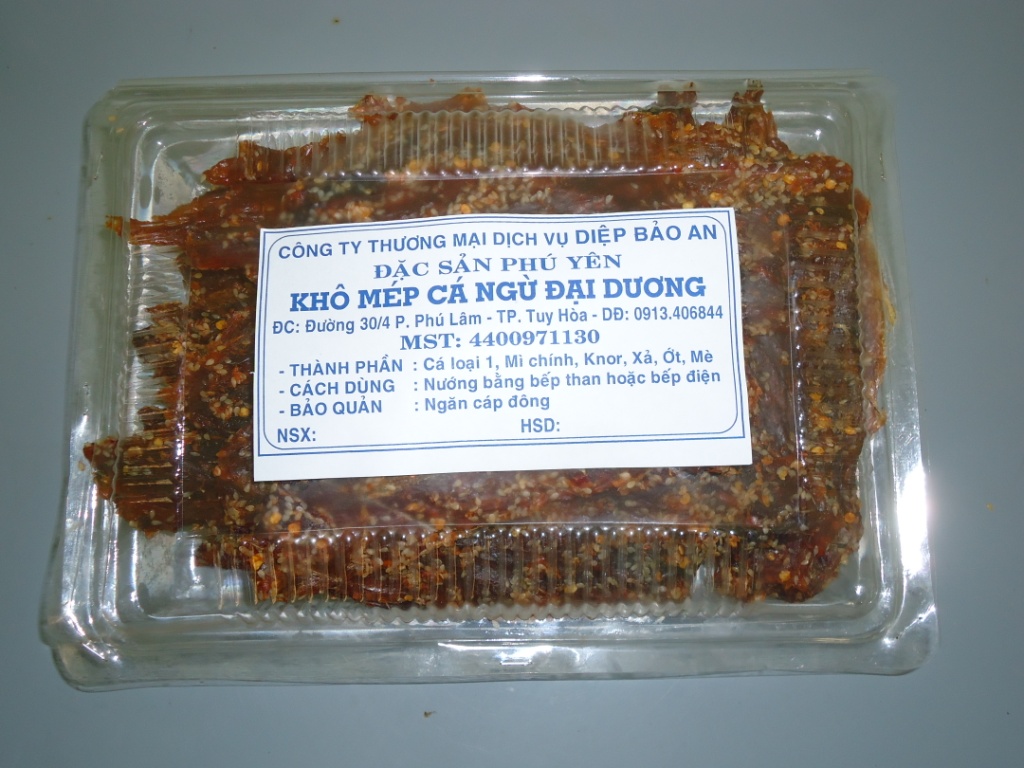 CÔNG TY THƯƠNG MẠI DỊCH VỤ DIỆP BẢO AN
ĐẶC SẢN PHÚ YÊN
KHÔ MÉP CÁ NGỪ ĐẠI DƯƠNG
ĐC: Đường 30/4 P. Phú Lâm - TP. Tuy Hòa - DĐ: 0913.406844
MST: 4400971130
- THÀNH PHẦN : Cá loại 1, Mì chính, Knor, Xả, Ớt, Mè
- CÁCH DÙNG : Nướng bằng bếp than hoặc bếp điện
- BẢO QUẢN : Ngăn cáp đông
NSX: HSD: